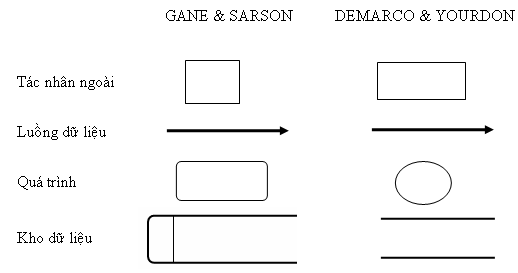 GANE & SARSON DEMARCO & YOURDON
Tác nhân ngoài
Luồng dữ liệu
Quá trình
Kho dữ liệu